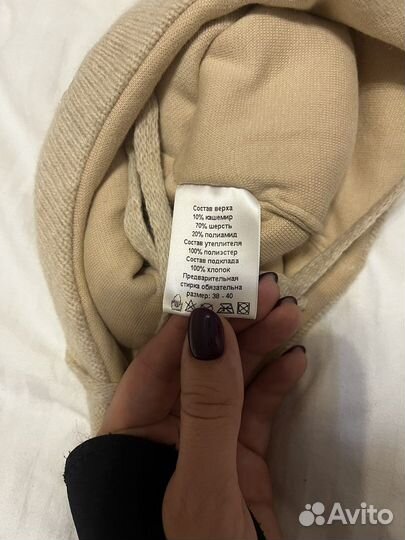 Состав верха
10% кашемир
70% шерсть
20% полиамид
Состав утеплителя
100% полиэстер
Состав подклада
100% хлопок
Предварительная
стирка обязательна
размер: 38 - 40
Avito